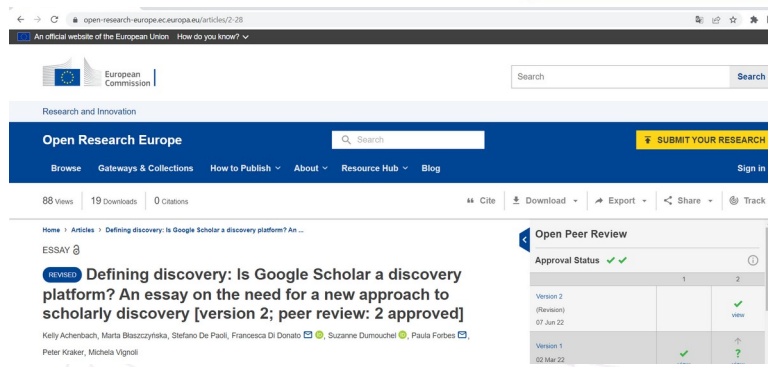 open-research-europe.ec.europa.eu/articles/2-28
An official website of the European Union How do you know?
European
Commission
Search
Search
Research and Innovation
Open Research Europe
Search
SUBMIT YOUR RESEARCH
Browse Gateways & Collections How to Publish About Resource Hub Blog
Sign in
88 Views 19 Downloads 0 Citations
Cite Download Export Share Track
Home › Articles › Defining discovery: Is Google Scholar a discovery platform? An ...
ESSAY
REVISED Defining discovery: Is Google Scholar a discovery
platform? An essay on the need for a new approach to
scholarly discovery [version 2; peer review: 2 approved]
Kelly Achenbach, Marta Błaszczyńska, Stefano De Paoli, Francesca Di Donato, Suzanne Dumouchel, Paula Forbes,
Peter Kraker, Michela Vignoli
Open Peer Review
Approval Status
1 2
Version 2
(Revision)
07 Jun 22
view
Version 1
02 Mar 22
?